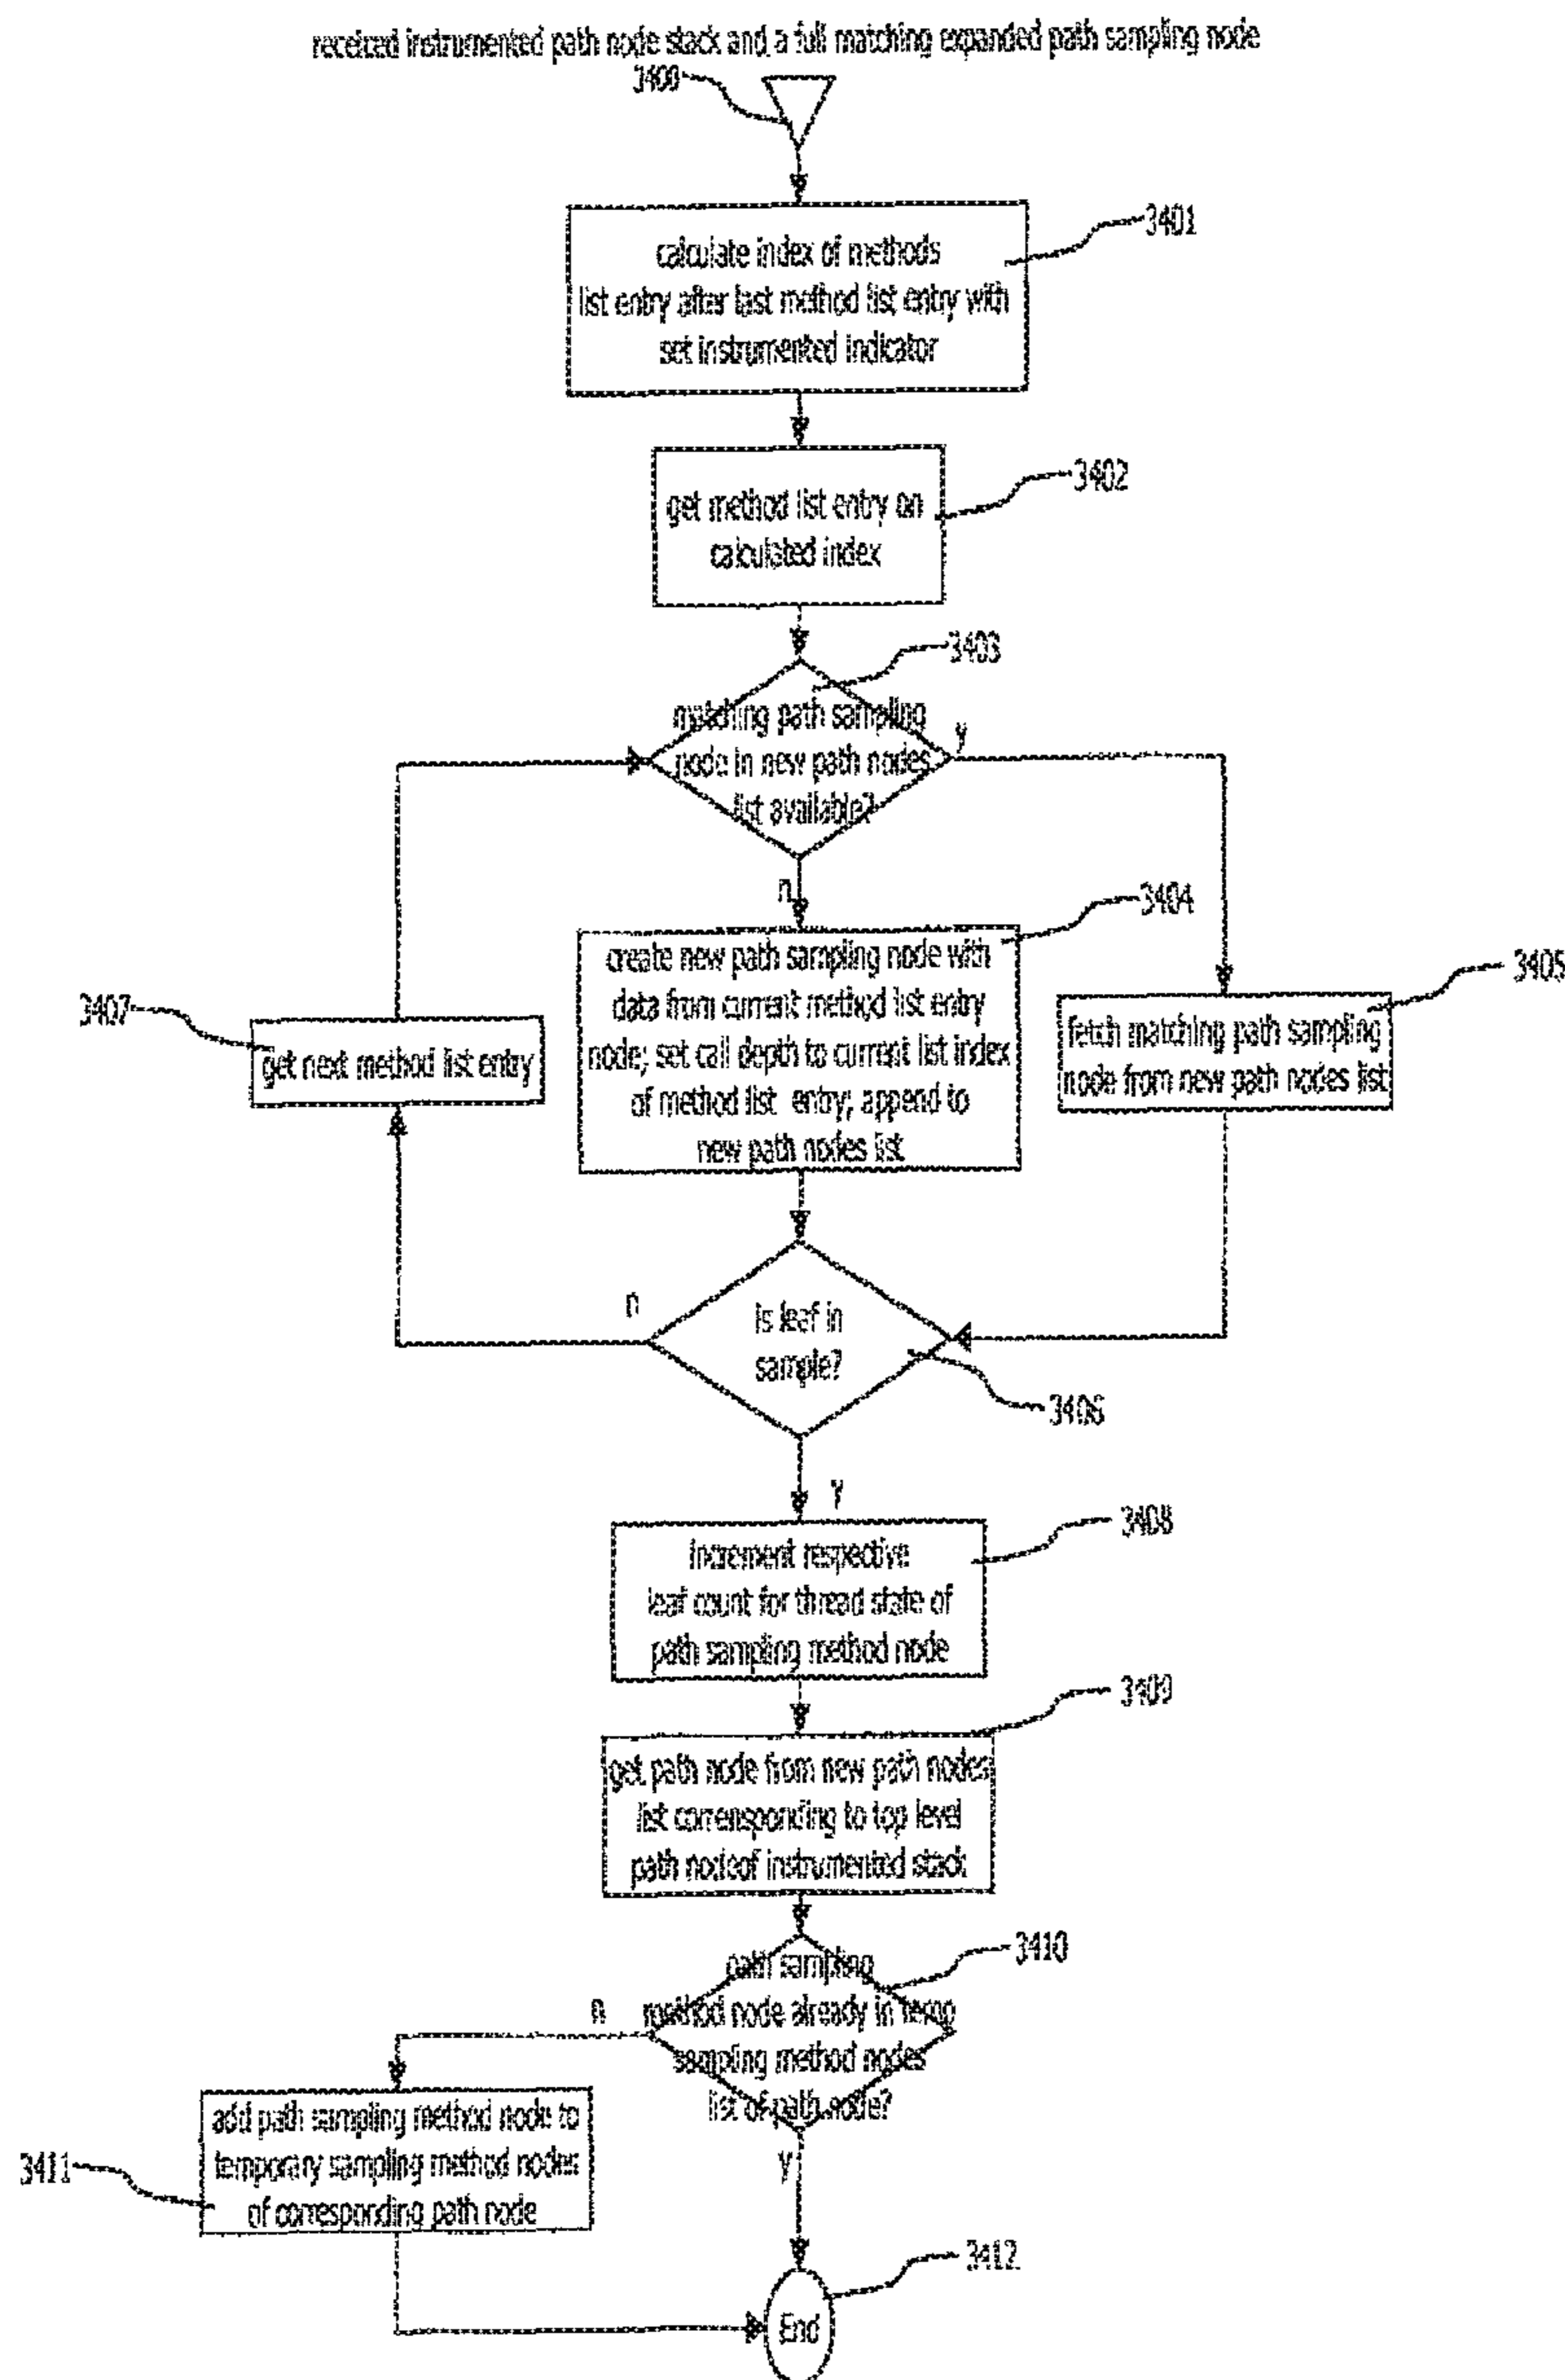 received instrumented path node stack and a full matching expanded path sampling node
3400
3401
calculate index of methods
list entry after last method list entry with
set instrumented indicator
3402
get method list entry on
calculated index
3403
matching path sampling
node in new path nodes
list available?
y
n
3404
create new path sampling node with
data from current method list entry
node; set call depth to current list index
of method list entry; append to
new path nodes list
3405
fetch matching path sampling
node from new path nodes list
3407
get next method list entry
n
is leaf in
sample?
3406
Y
3408
increment respective
leaf count for thread state of
path sampling method node
3409
get path node from new path nodes
list corrensponding to top level
path nodeof instrumented stack
3410
path sampling
method node already in temp
sampling method nodes
list of path node?
n
y
3411
add path sampling method node to
temporary sampling method nodes
of corresponding path node
3412
End